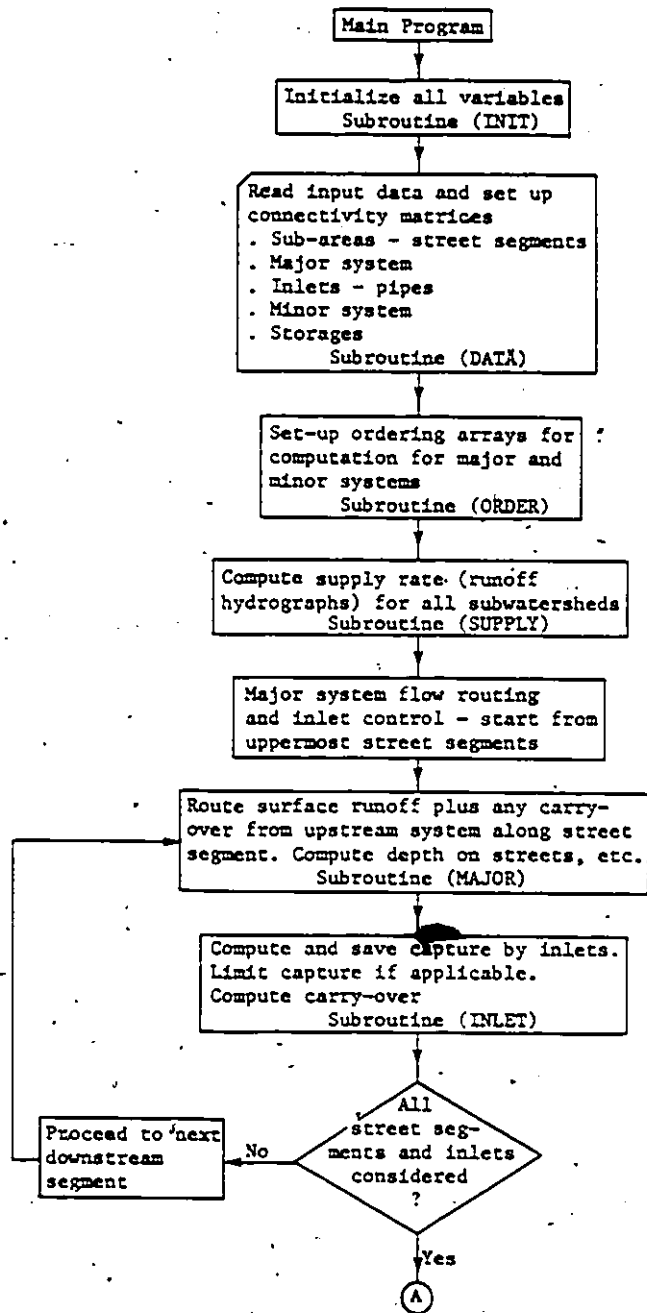 Main Program
Initialize all variables
Subroutine (INIT)
Read input data and set up
connectivity matrices
. Sub-areas - street segments
. Major system
. Inlets - pipes
. Minor system
. Storages
Subroutine (DATA)
Set-up ordering arrays for
computation for major and
minor systems
Subroutine (ORDER)
Compute supply rate (runoff
hydrographs) for all subwatersheds
Subroutine (SUPPLY)
Major system flow routing
and inlet control - start from
uppermost street segments
Route surface runoff plus any carry-
over from upstream system along street
segment. Compute depth on streets, etc.
Subroutine (MAJOR)
Compute and save capture by inlets.
Limit capture if applicable.
Compute carry-over
Subroutine (INLET)
All
street seg-
ments and inlets
considered
?
No
Proceed to next
downstream
segment
Yes
A